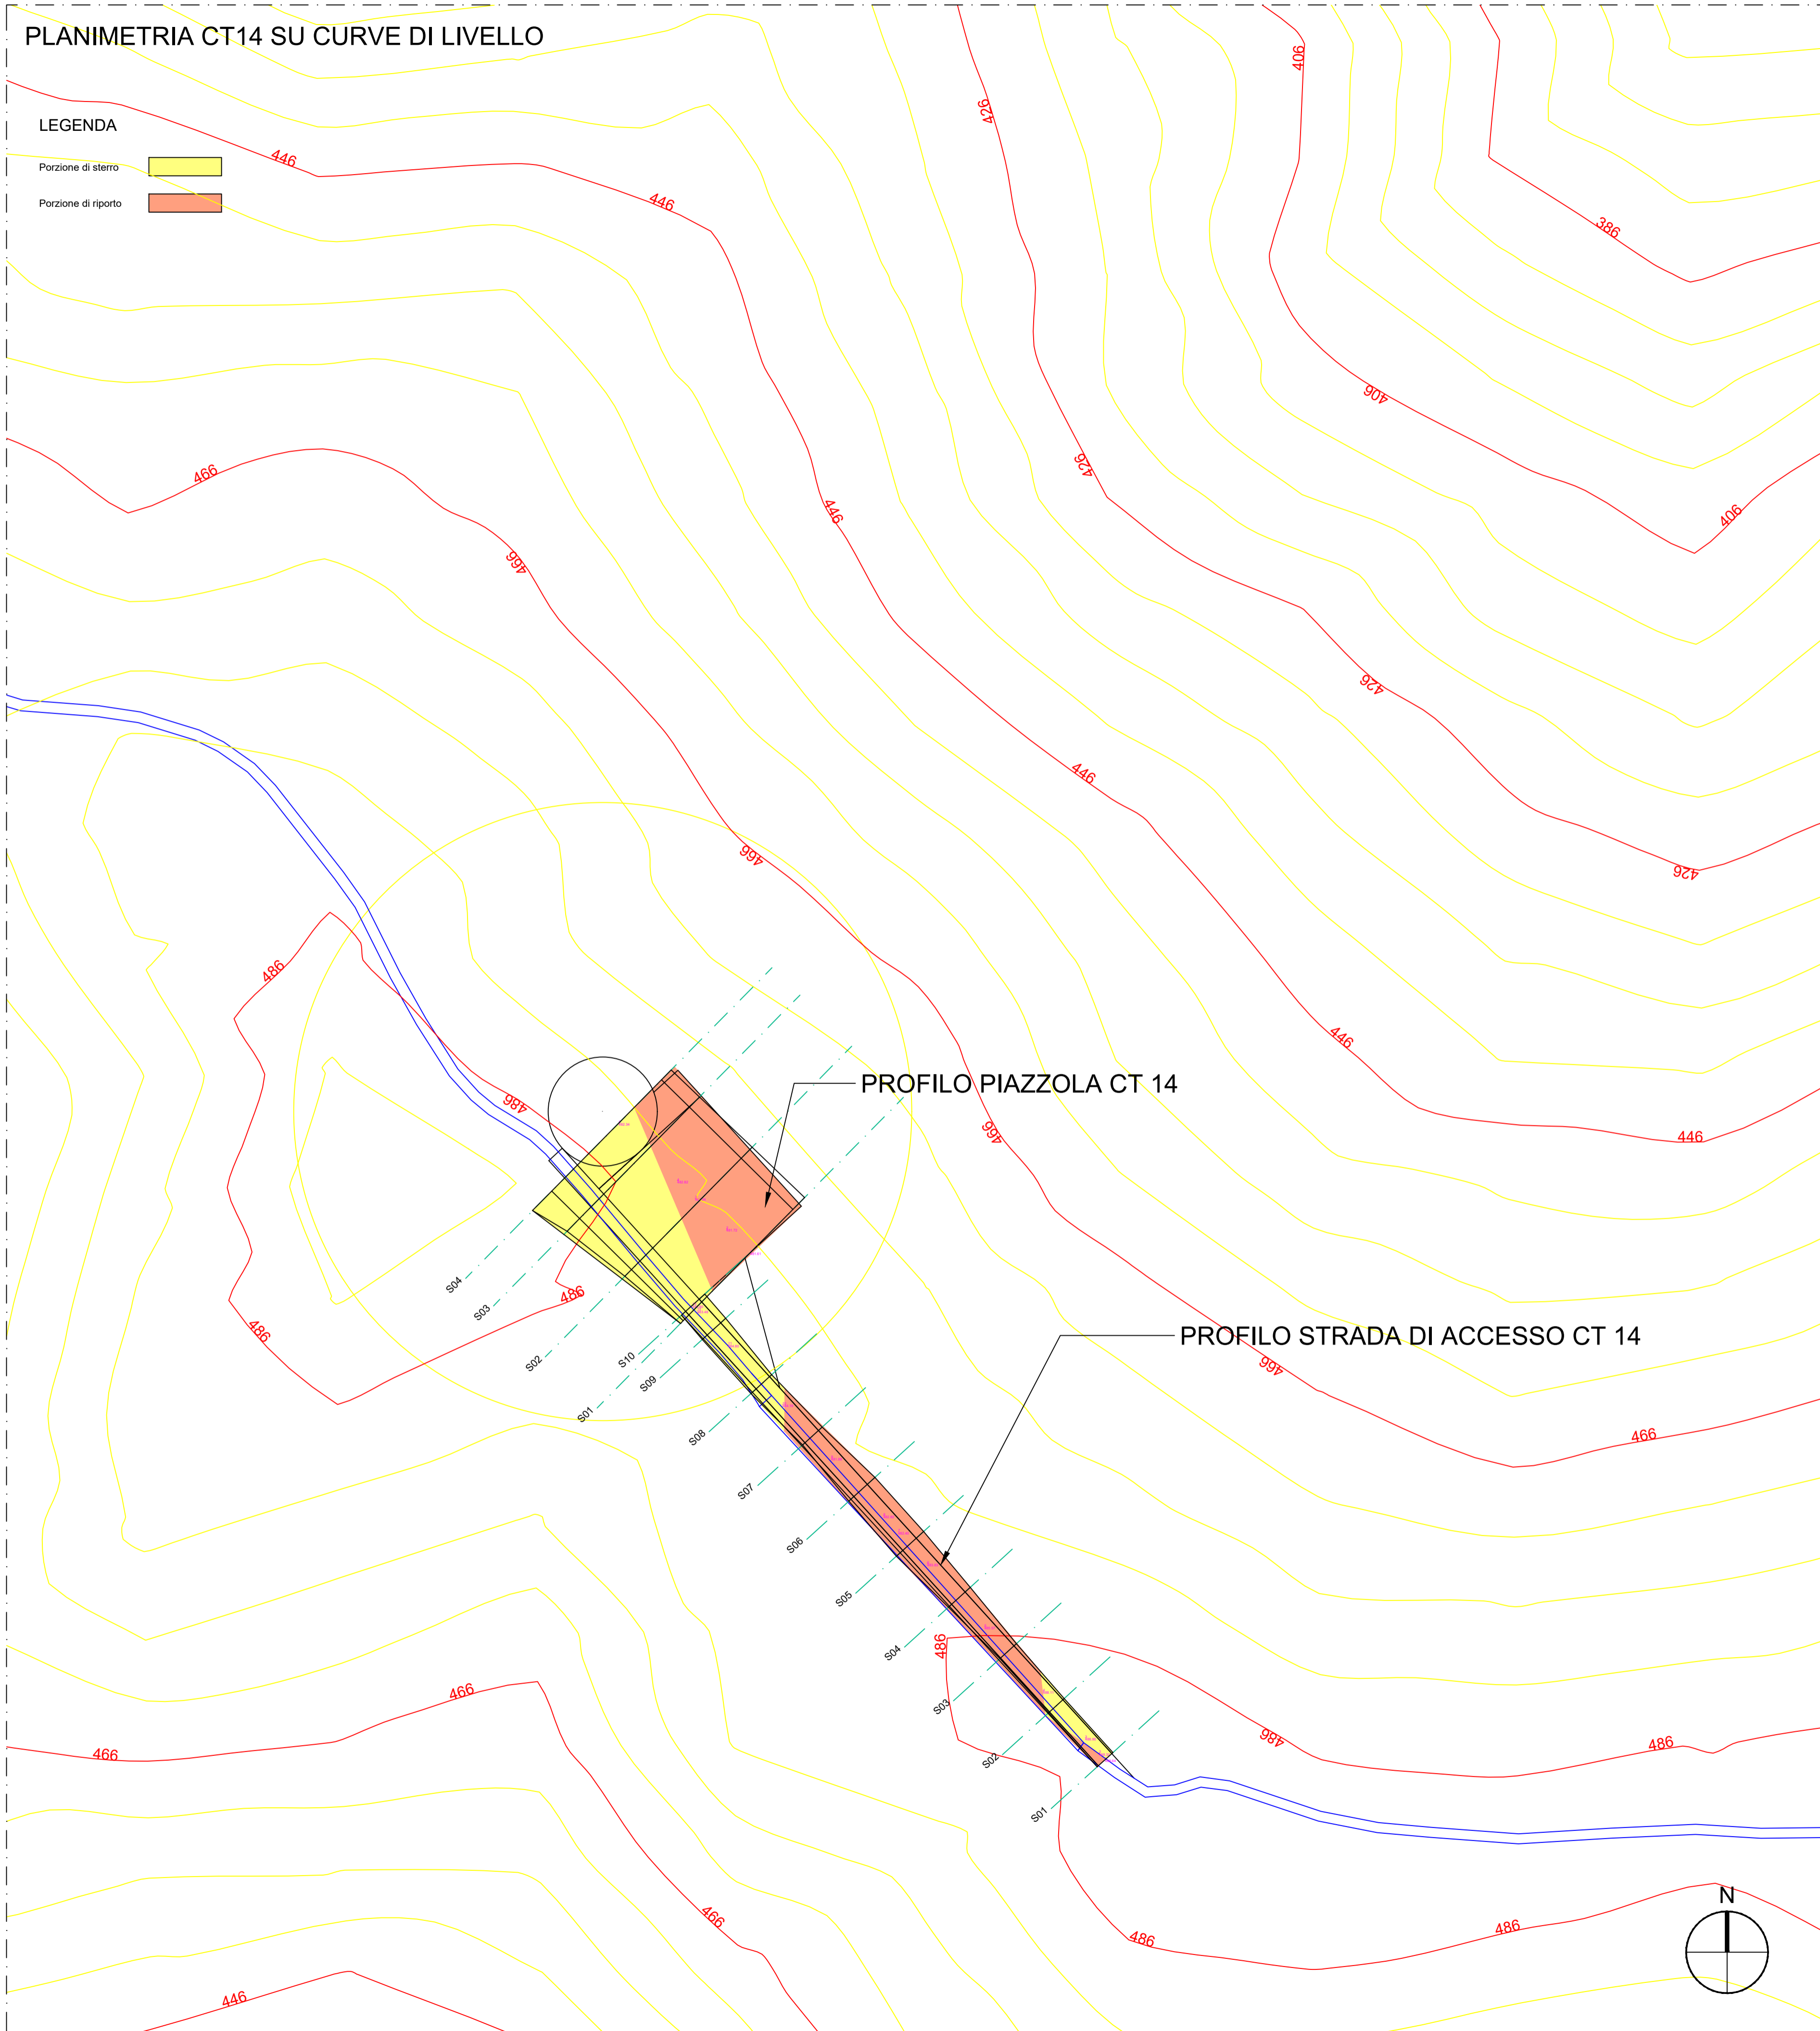 PLANIMETRIA CT14 SU CURVE DI LIVELLO
LEGENDA
Porzione di sterro
Porzione di riporto
406
426
446
446
386
406
466
426
446
406
466
426
446
466
426
486
446
PROFILO PIAZZOLA CT 14
486
466
446
S04
486
S03
486
PROFILO STRADA DI ACCESSO CT 14
S02
S10
466
S09
S01
S08
466
S07
S06
S05
486
S04
466
S03
486
486
466
S02
S01
N
466
486
486
446